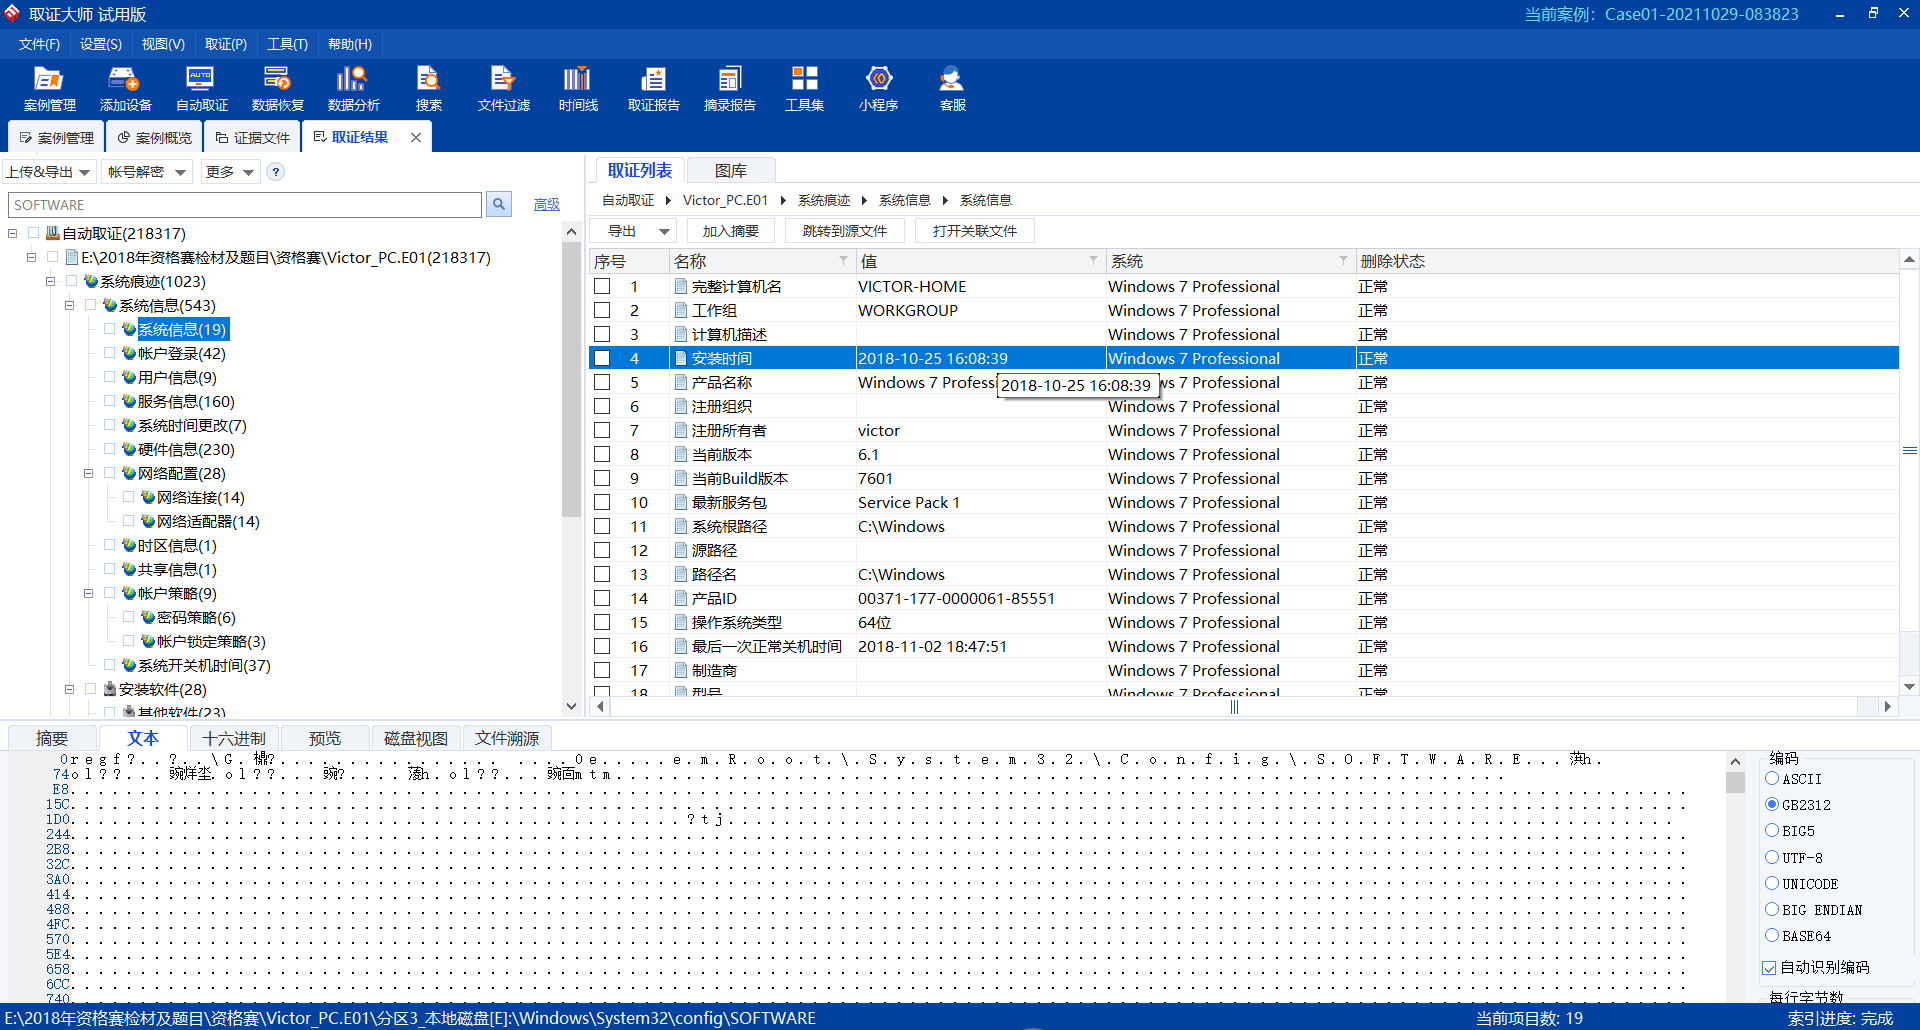 取证大师 试用版
当前案例： Case01-20211029-083823
文件(F) 设置(S) 视图(V) 取证(P) 工具(T) 帮助(H)
案例管理 添加设备 自动取证 数据恢复 数据分析 搜索 文件过滤 时间线 取证报告 摘录报告 工具集 小程序 客服
案例管理 案例概览 证据文件 取证结果
上传&导出 帐号解密 更多 ?
SOFTWARE 高级
自动取证(218317)
E:\2018年资格赛检材及题目\资格赛\Victor_PC.E01(218317)
系统痕迹(1023)
系统信息(543)
系统信息(19)
帐户登录(42)
用户信息(9)
服务信息(160)
系统时间更改(7)
硬件信息(230)
网络配置(28)
网络连接(14)
网络适配器(14)
时区信息(1)
共享信息(1)
帐户策略(9)
密码策略(6)
帐户锁定策略(3)
系统开关机时间(37)
安装软件(28)
其他软件(23)
取证列表 图库
自动取证 Victor_PC.E01 系统痕迹 系统信息 系统信息
导出 加入摘要 跳转到源文件 打开关联文件
序号 名称 值 系统 删除状态
1 完整计算机名 VICTOR-HOME Windows 7 Professional 正常
2 工作组 WORKGROUP Windows 7 Professional 正常
3 计算机描述 Windows 7 Professional 正常
4 安装时间 2018-10-25 16:08:39 Windows 7 Professional 正常
5 产品名称 Windows 7 Professi 2018-10-25 16:08:39 ws 7 Professional 正常
6 注册组织 Windows 7 Professional 正常
7 注册所有者 victor Windows 7 Professional 正常
8 当前版本 6.1 Windows 7 Professional 正常
9 当前Build版本 7601 Windows 7 Professional 正常
10 最新服务包 Service Pack 1 Windows 7 Professional 正常
11 系统根路径 C:\Windows Windows 7 Professional 正常
12 源路径 Windows 7 Professional 正常
13 路径名 C:\Windows Windows 7 Professional 正常
14 产品ID 00371-177-0000061-85551 Windows 7 Professional 正常
15 操作系统类型 64位 Windows 7 Professional 正常
16 最后一次正常关机时间 2018-11-02 18:47:51 Windows 7 Professional 正常
17 制造商 Windows 7 Professional 正常
18 型号 Windows 7 Professional 正常
摘要 文本 十六进制 预览 磁盘视图 文件溯源
0 regf?...?..\G. ?.....................Oe.....emRoot\System32\Config\SOFTWARE...
74 ol??... .ol??... ?... h.ol??... mtm
E8
15C
1D0 ?tj
244
2B8
32C
3A0
414
488
4FC
570
5E4
658
6CC
740
编码
ASCII
GB2312
BIG5
UTF-8
UNICODE
BIG ENDIAN
BASE64
自动识别编码
每行字节数
E:\2018年资格赛检材及题目\资格赛\Victor_PC.E01\分区3_本地磁盘[E]:\Windows\System32\config\SOFTWARE
当前项目数: 19
索引进度: 完成